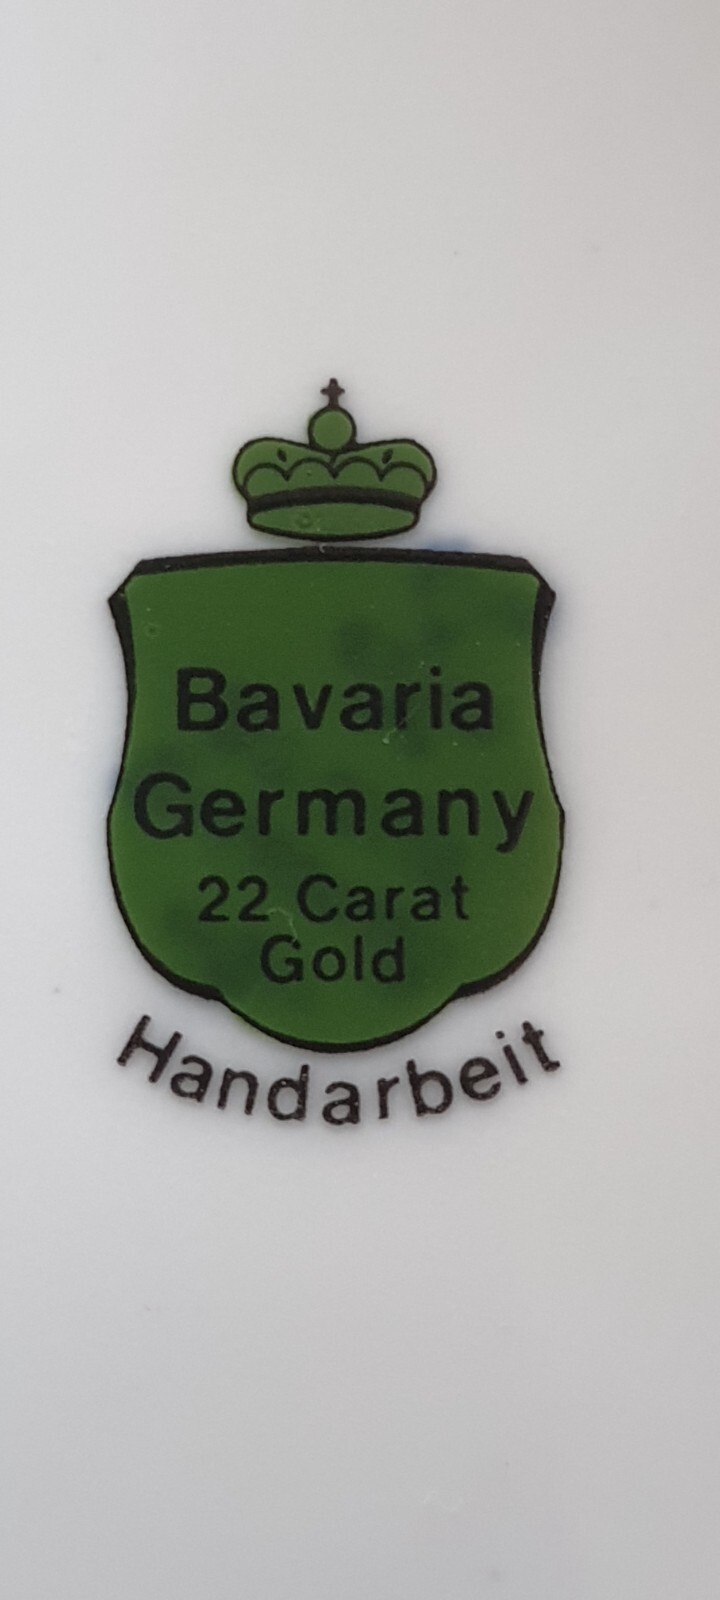 Bavaria
Germany
22 Carat
Gold
Handarbeit